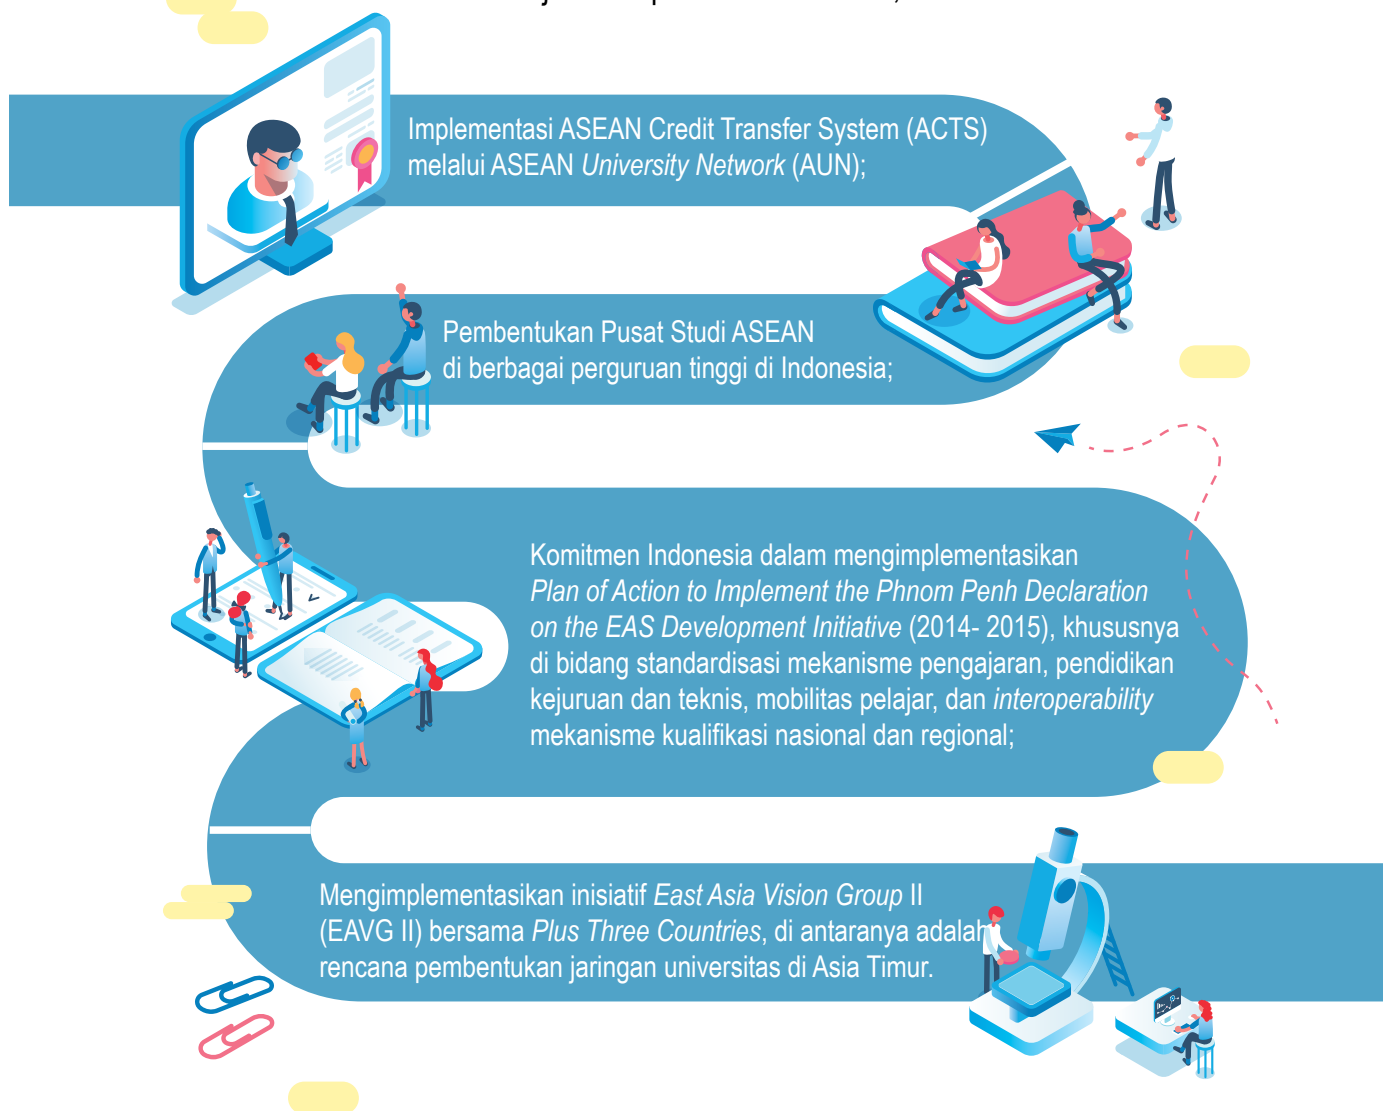 Implementasi ASEAN Credit Transfer System (ACTS)
melalui ASEAN University Network (AUN);
Pembentukan Pusat Studi ASEAN
di berbagai perguruan tinggi di Indonesia;
Komitmen Indonesia dalam mengimplementasikan
Plan of Action to Implement the Phnom Penh Declaration
on the EAS Development Initiative (2014- 2015), khususnya
di bidang standardisasi mekanisme pengajaran, pendidikan
kejuruan dan teknis, mobilitas pelajar, dan interoperability
mekanisme kualifikasi nasional dan regional;
Mengimplementasikan inisiatif East Asia Vision Group II
(EAVG II) bersama Plus Three Countries, di antaranya adalah
rencana pembentukan jaringan universitas di Asia Timur.